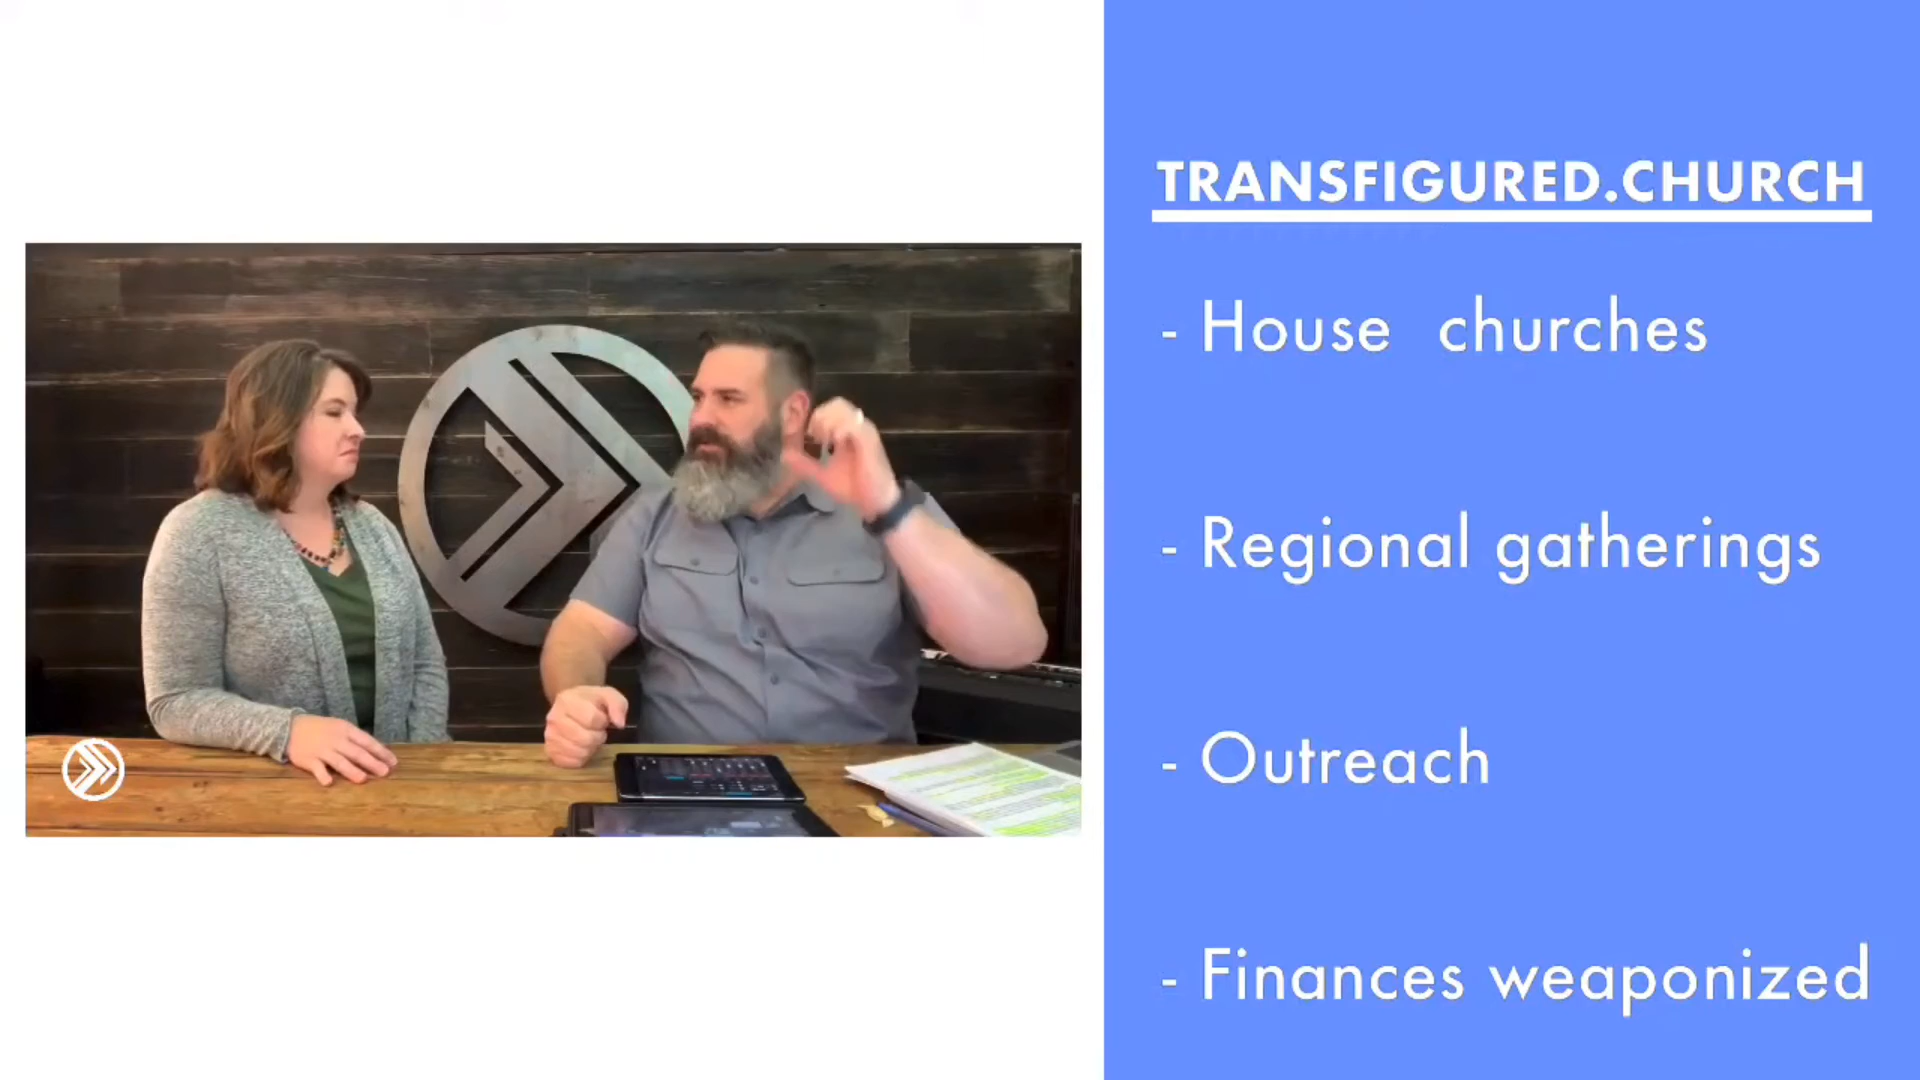 TRANSFIGURED.CHURCH
- House churches
- Regional gatherings
- Outreach
- Finances weaponized